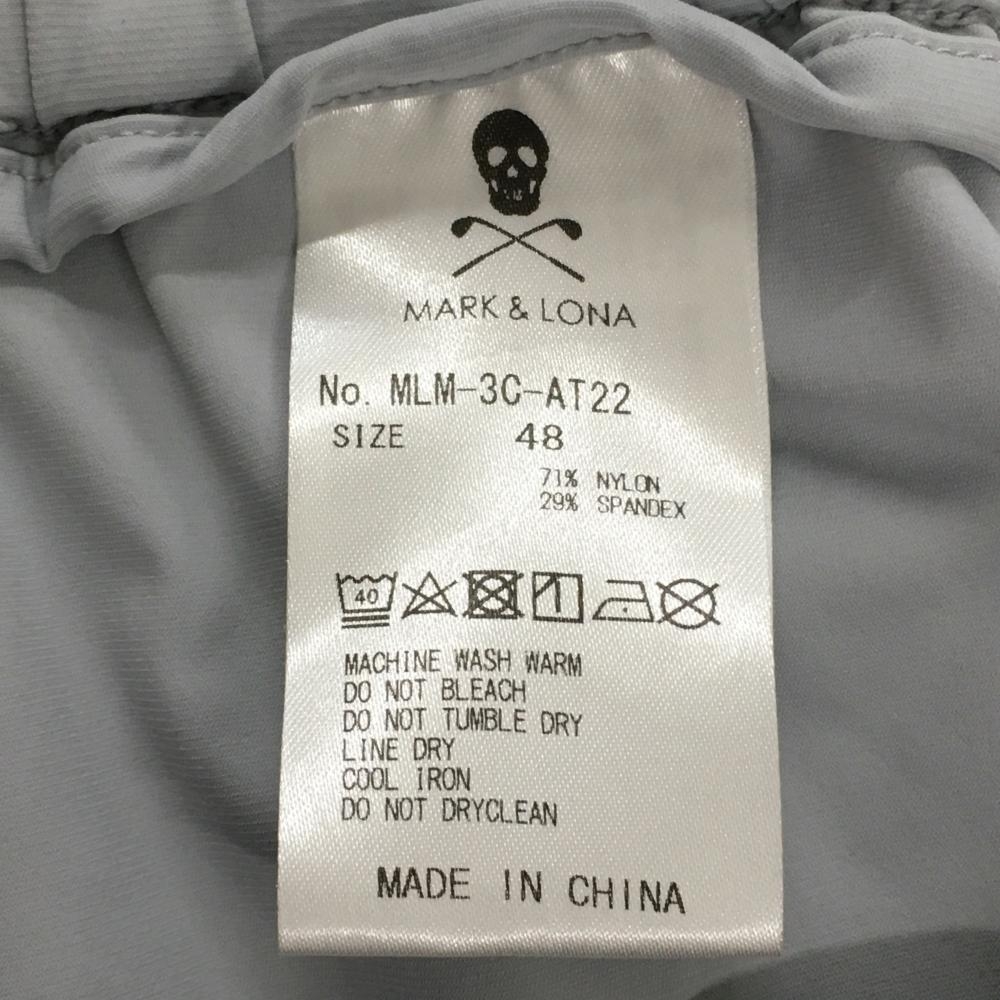 MARK & LONA
No. MLM-3C-AT22
SIZE 48
71% NYLON
29% SPANDEX
40
MACHINE WASH WARM
DO NOT BLEACH
DO NOT TUMBLE DRY
LINE DRY
COOL IRON
DO NOT DRYCLEAN
MADE IN CHINA